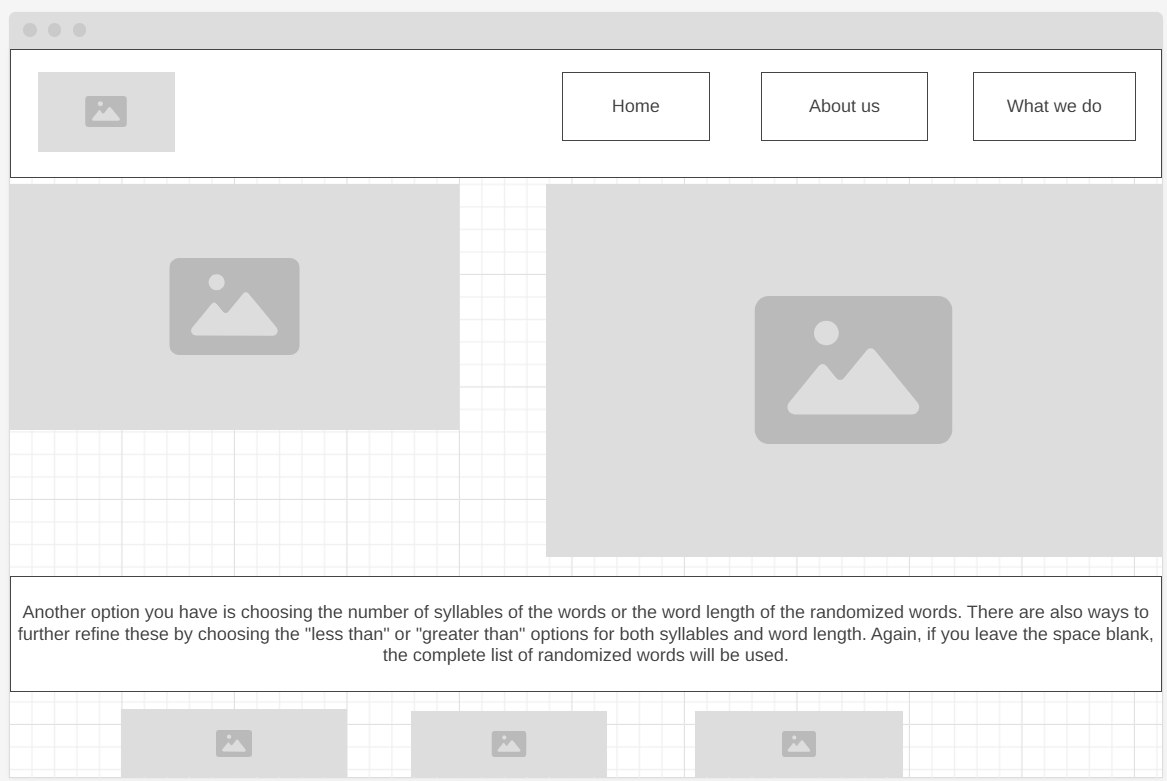 Home
About us
What we do
Another option you have is choosing the number of syllables of the words or the word length of the randomized words. There are also ways to
further refine these by choosing the "less than" or "greater than" options for both syllables and word length. Again, if you leave the space blank,
the complete list of randomized words will be used.